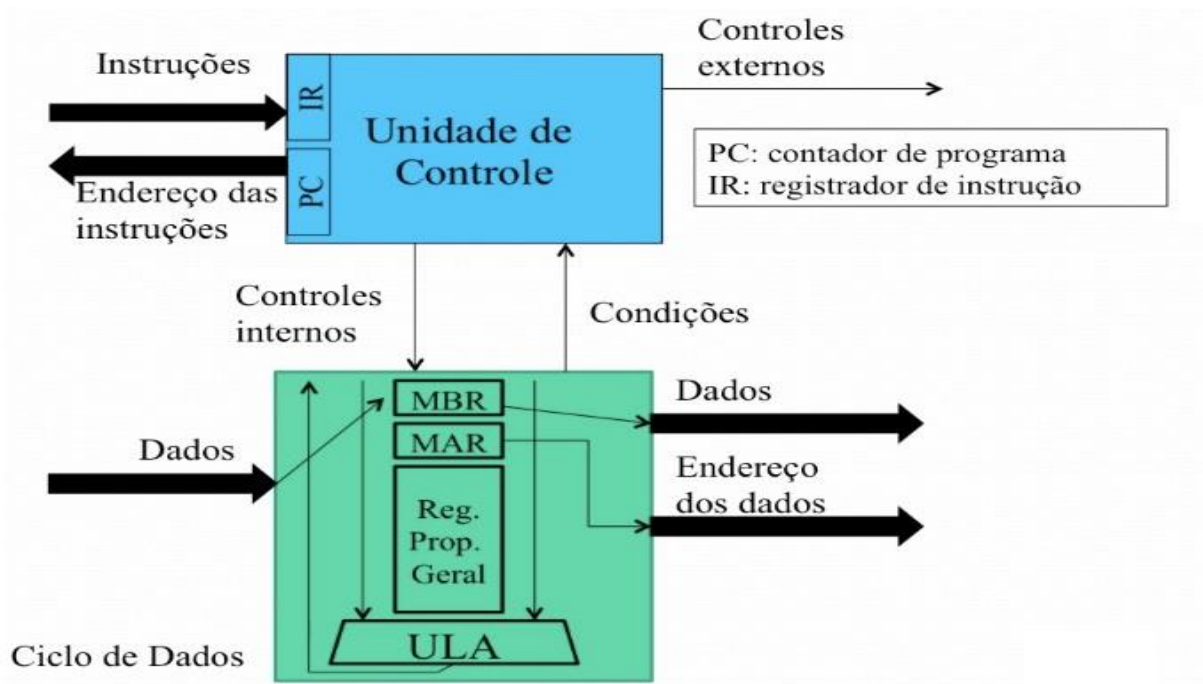 Instruções
IR
Unidade de
Controle
Controles
externos
PC: contador de programa
IR: registrador de instrução
PC
Endereço das
instruções
Controles
internos
Condições
MBR
MAR
Reg.
Prop.
Geral
ULA
Dados
Dados
Endereço
dos dados
Ciclo de Dados